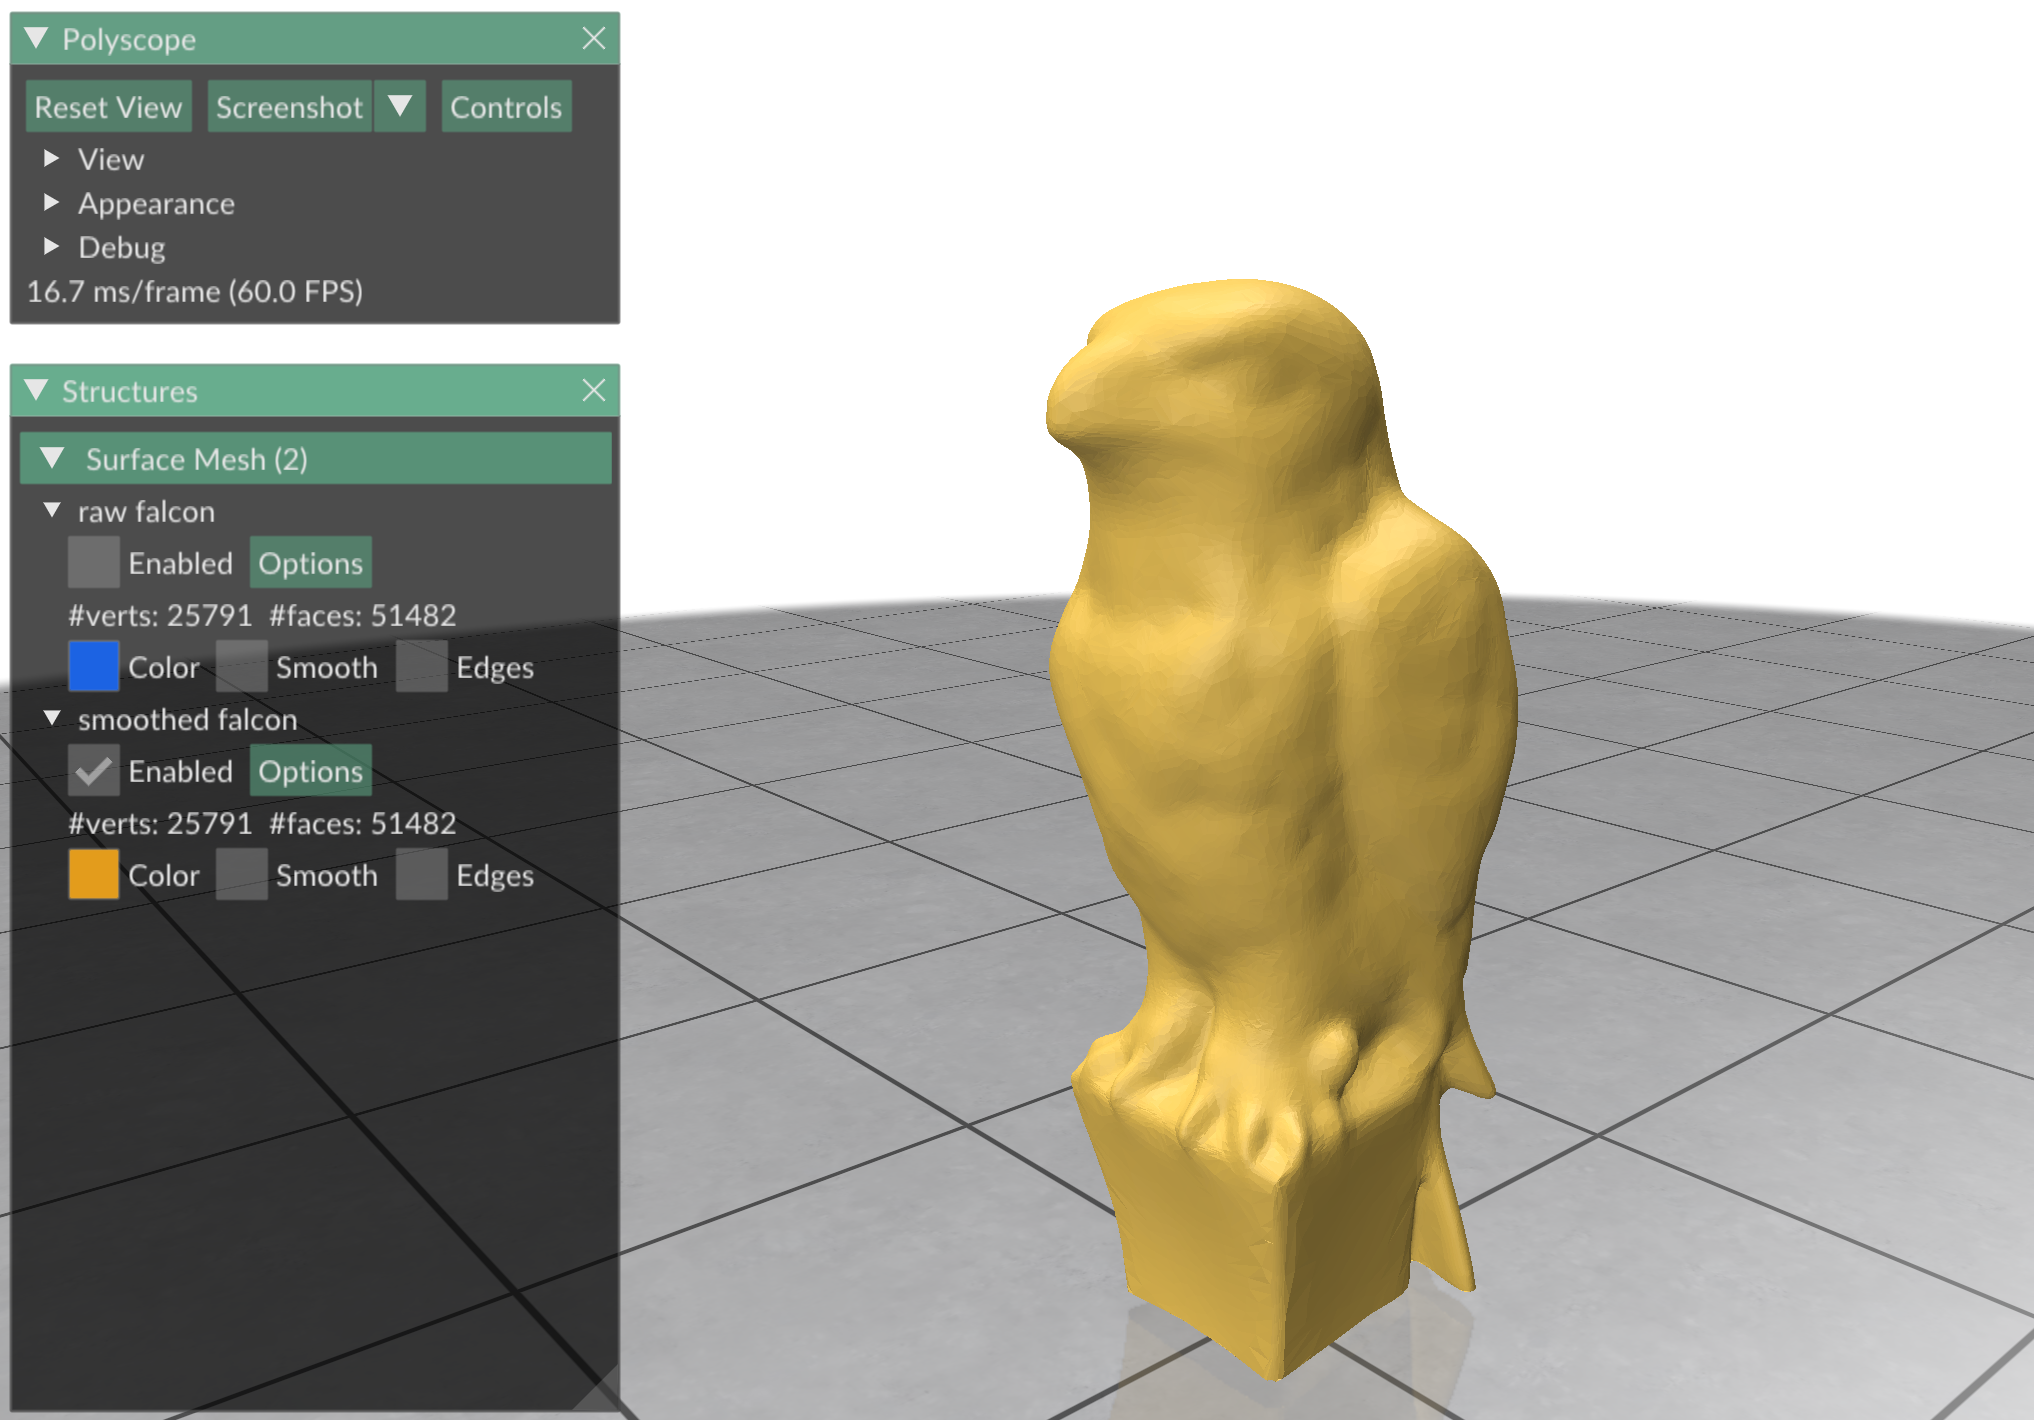 Polyscope
Reset View Screenshot Controls
View
Appearance
Debug
16.7 ms/frame (60.0 FPS)
Structures
Surface Mesh (2)
raw falcon
Enabled Options
#verts: 25791 #faces: 51482
Color Smooth Edges
smoothed falcon
Enabled Options
#verts: 25791 #faces: 51482
Color Smooth Edges